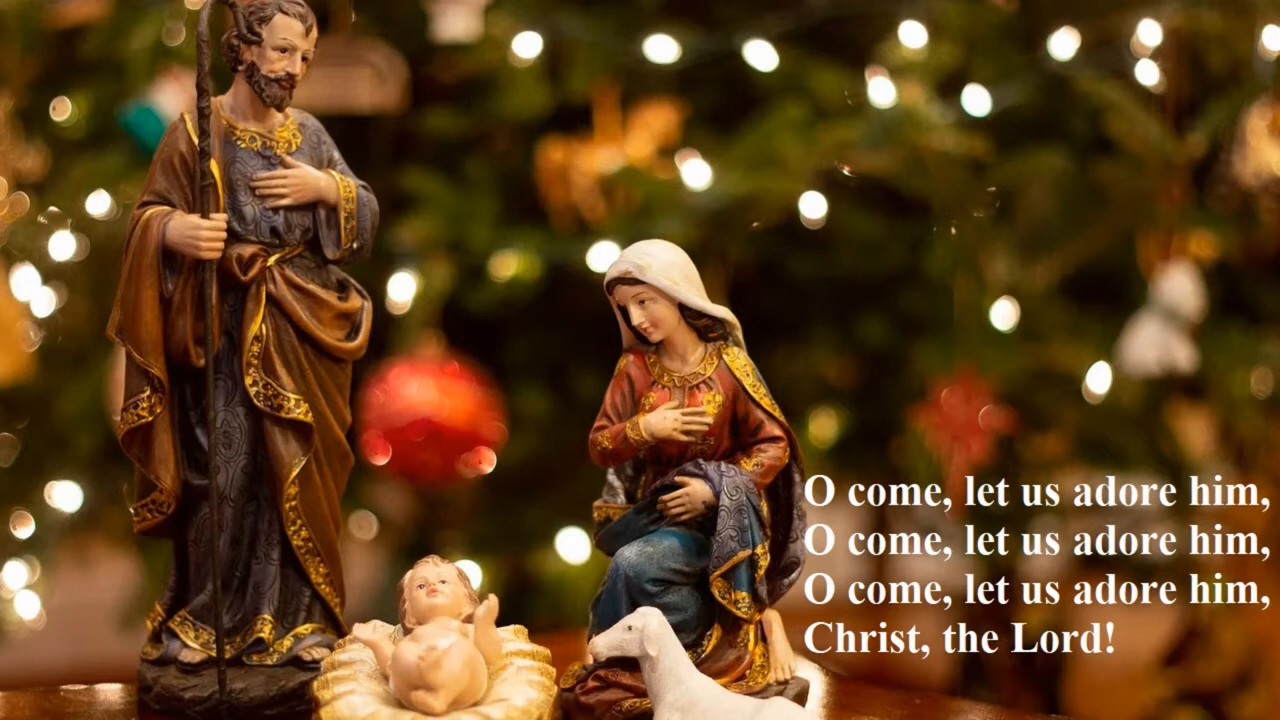 O come, let us adore him,
O come, let us adore him,
O come, let us adore him,
Christ, the Lord!